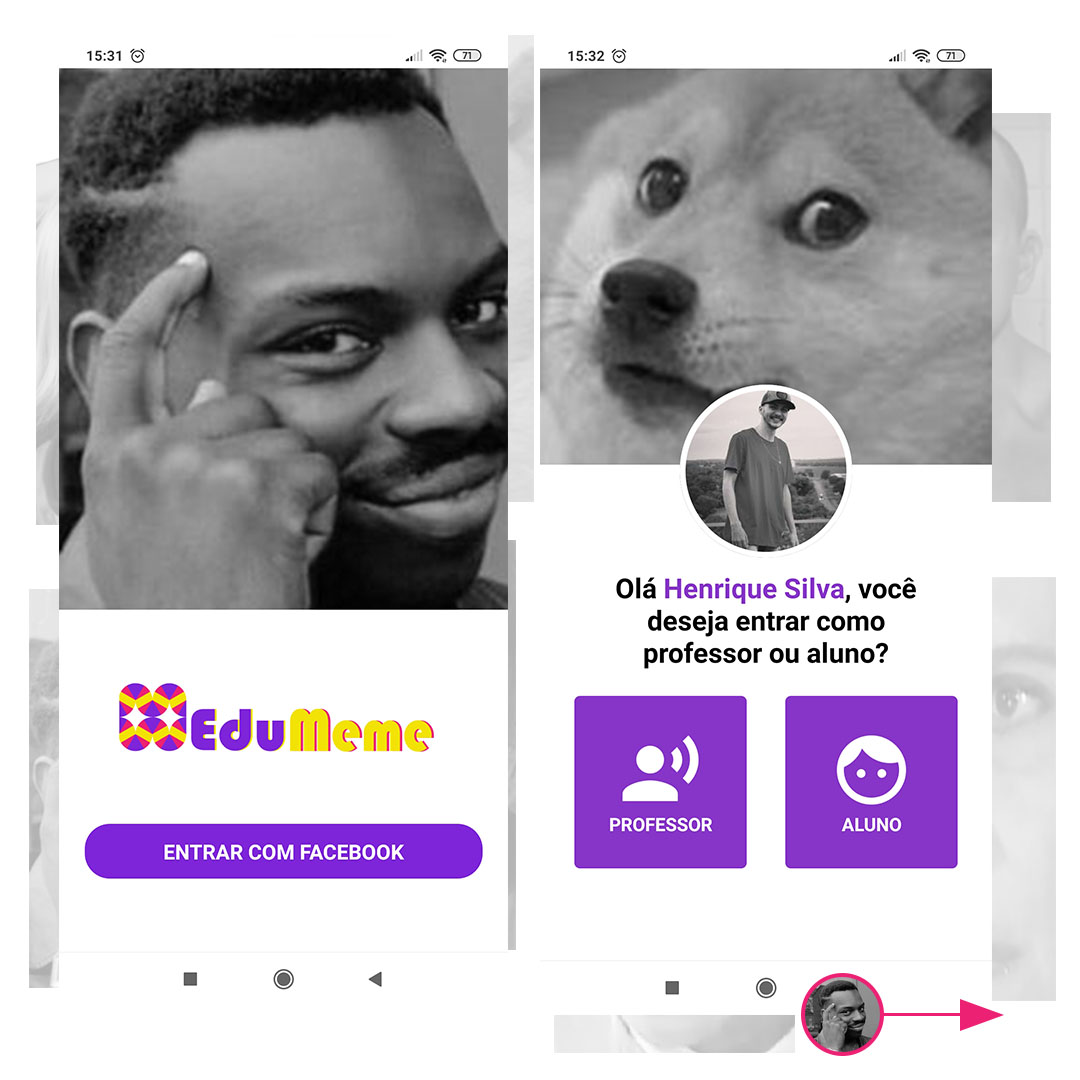 15:31
71
EduMeme
ENTRAR COM FACEBOOK
15:32
71
Olá Henrique Silva, você
deseja entrar como
professor ou aluno?
PROFESSOR
ALUNO